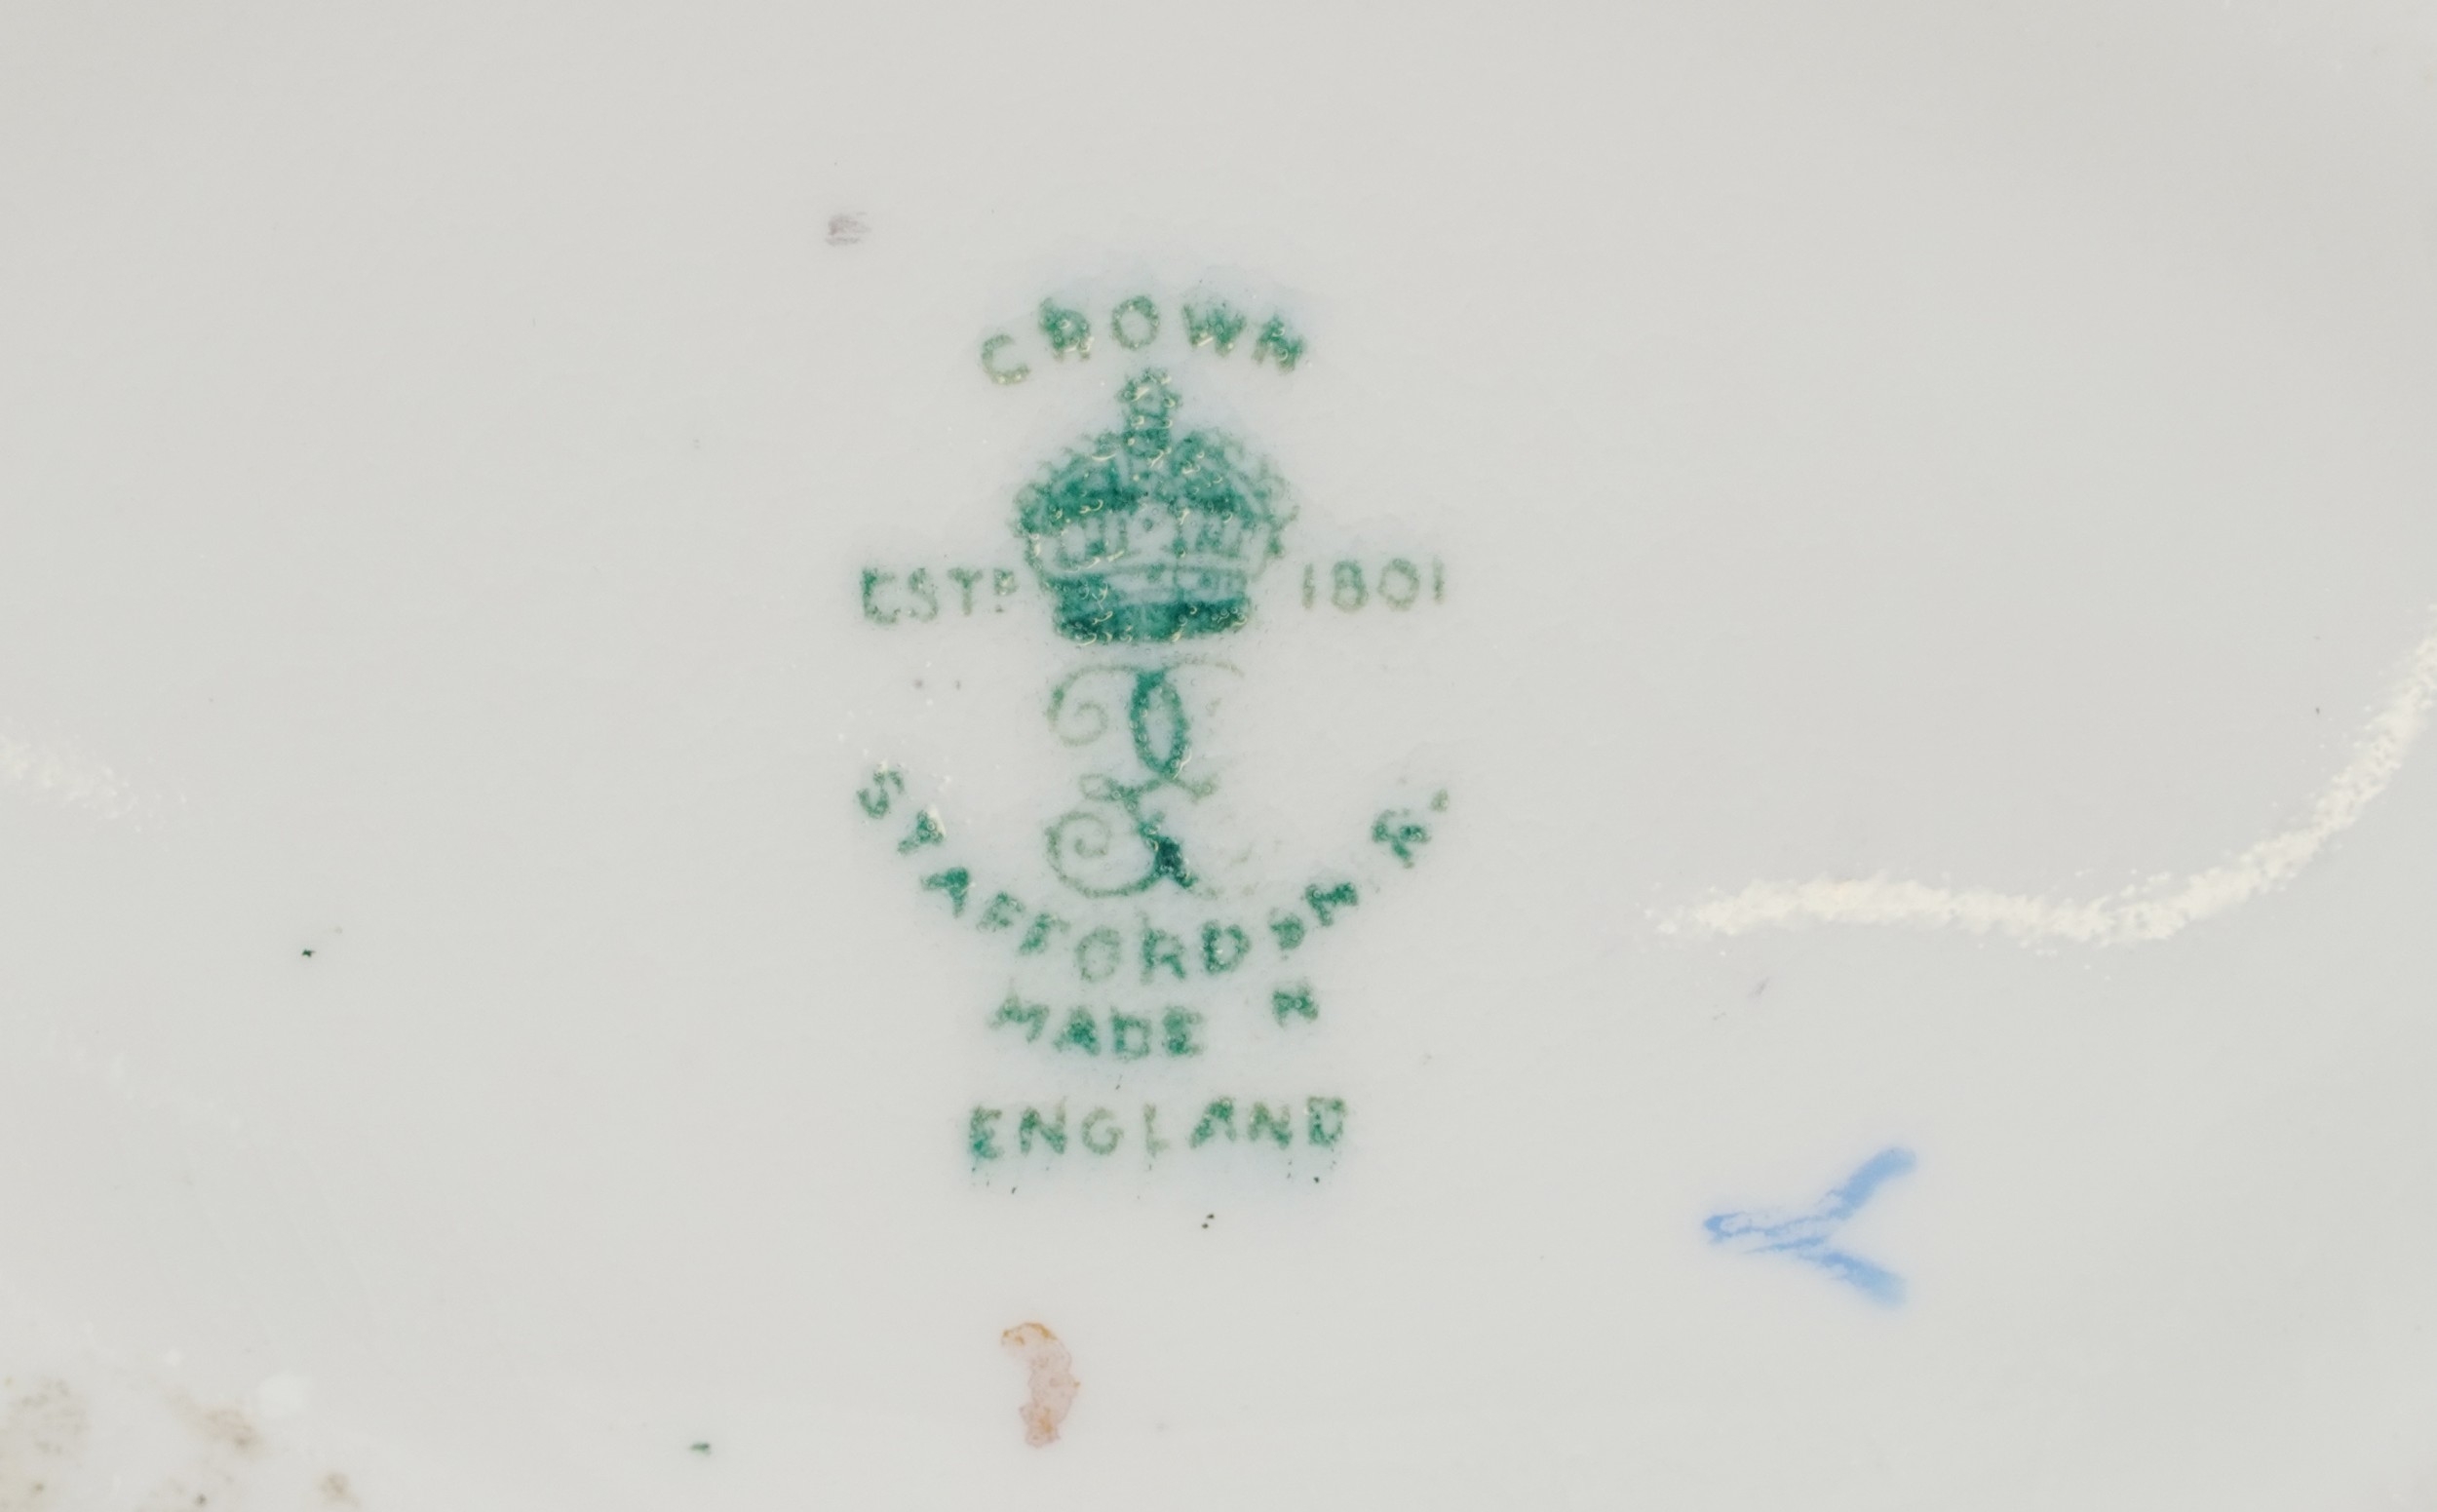 CROWN
ESTD 1801
STAFFORDSHIRE
MADE IN
ENGLAND